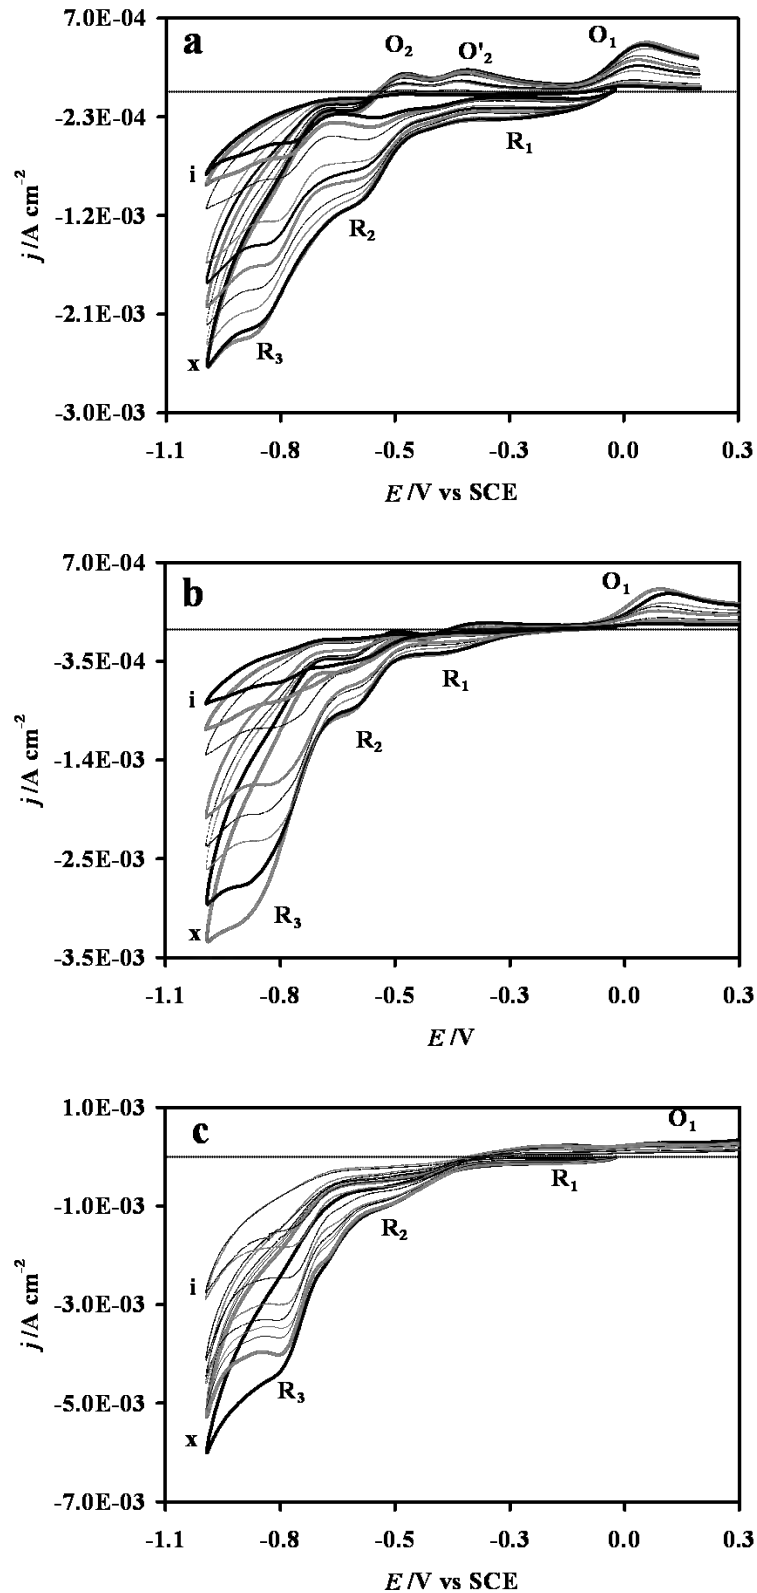 7.0E-04
a
O₂
O'₂
O₁
-2.3E-04
R₁
i
j /A cm⁻²
-1.2E-03
R₂
-2.1E-03
R₃
x
-3.0E-03
-1.1 -0.8 -0.5 -0.3 0.0 0.3
E /V vs SCE
7.0E-04
b
O₁
-3.5E-04
R₁
i
R₂
j /A cm⁻²
-1.4E-03
-2.5E-03
R₃
x
-3.5E-03
-1.1 -0.8 -0.5 -0.3 0.0 0.3
E /V
1.0E-03
c
O₁
R₁
-1.0E-03
R₂
i
j /A cm⁻²
-3.0E-03
R₃
-5.0E-03
x
-7.0E-03
-1.1 -0.8 -0.5 -0.3 0.0 0.3
E /V vs SCE